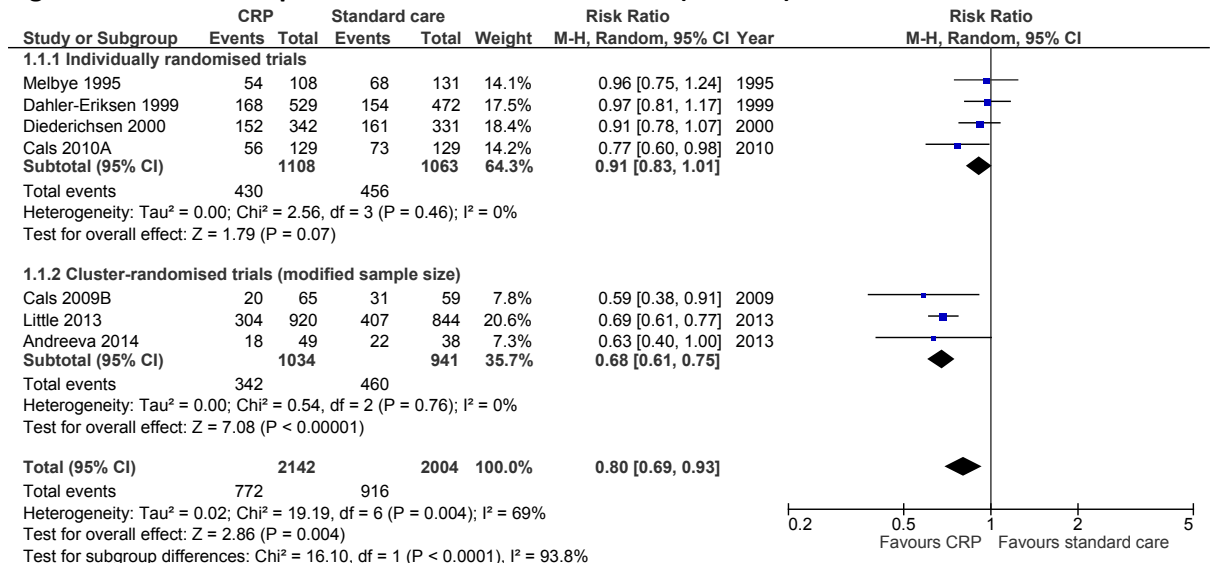 CRP Standard care Risk Ratio Risk Ratio
Study or Subgroup Events Total Events Total Weight M-H, Random, 95% CI Year M-H, Random, 95% CI
1.1.1 Individually randomised trials
Melbye 1995 54 108 68 131 14.1% 0.96 [0.75, 1.24] 1995
Dahler-Eriksen 1999 168 529 154 472 17.5% 0.97 [0.81, 1.17] 1999
Diederichsen 2000 152 342 161 331 18.4% 0.91 [0.78, 1.07] 2000
Cals 2010A 56 129 73 129 14.2% 0.77 [0.60, 0.98] 2010
Subtotal (95% CI) 1108 1063 64.3% 0.91 [0.83, 1.01]
Total events 430 456
Heterogeneity: Tau² = 0.00; Chi² = 2.56, df = 3 (P = 0.46); I² = 0%
Test for overall effect: Z = 1.79 (P = 0.07)
1.1.2 Cluster-randomised trials (modified sample size)
Cals 2009B 20 65 31 59 7.8% 0.59 [0.38, 0.91] 2009
Little 2013 304 920 407 844 20.6% 0.69 [0.61, 0.77] 2013
Andreeva 2014 18 49 22 38 7.3% 0.63 [0.40, 1.00] 2013
Subtotal (95% CI) 1034 941 35.7% 0.68 [0.61, 0.75]
Total events 342 460
Heterogeneity: Tau² = 0.00; Chi² = 0.54, df = 2 (P = 0.76); I² = 0%
Test for overall effect: Z = 7.08 (P < 0.00001)
Total (95% CI) 2142 2004 100.0% 0.80 [0.69, 0.93]
Total events 772 916
Heterogeneity: Tau² = 0.02; Chi² = 19.19, df = 6 (P = 0.004); I² = 69%
Test for overall effect: Z = 2.86 (P = 0.004)
Test for subgroup differences: Chi² = 16.10, df = 1 (P < 0.0001), I² = 93.8%
0.2 0.5 1 2 5
Favours CRP Favours standard care